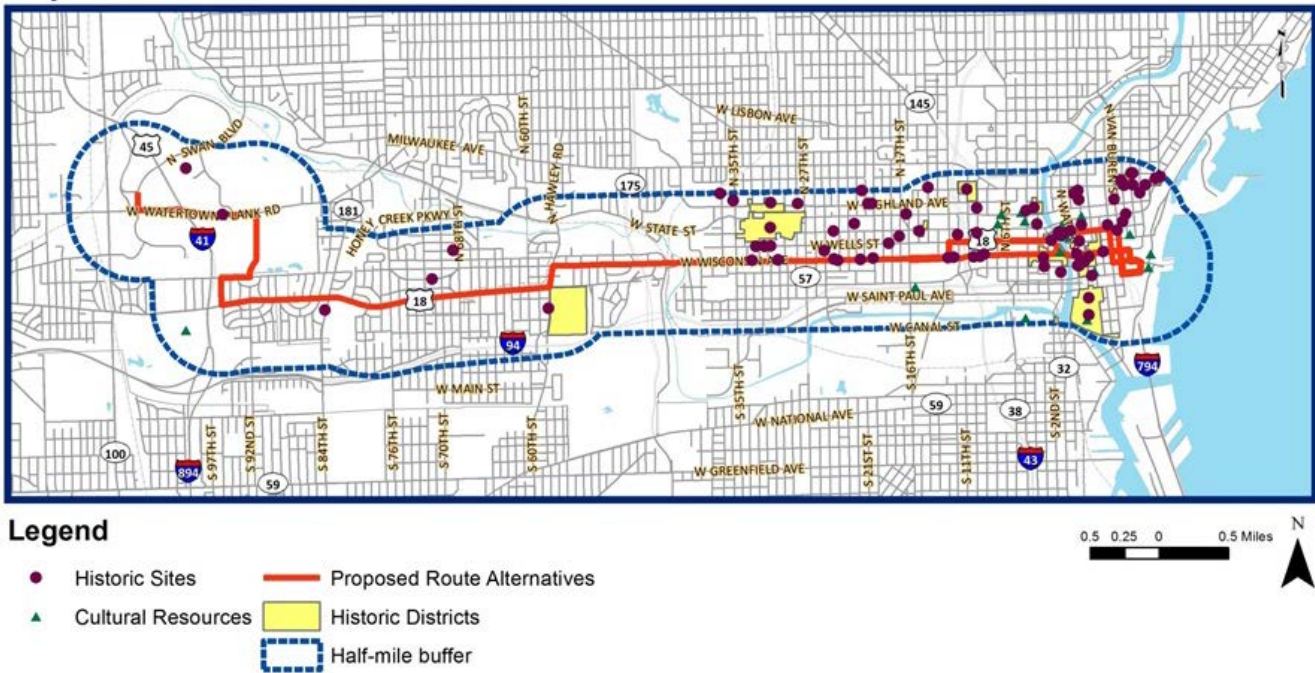 45
N SWAN BLVD
MILWAUKEE AVE
N 60TH ST
N HAWLEY RD
175
W LISBON AVE
N 35TH ST
N 27TH ST
145
N 17TH ST
N VAN BUREN S
W WATERTOWN LANK RD
41
181
HONEY CREEK PKWY
N 68TH ST
W STATE ST
W WELLS ST
GHLAND AVE
N 6TH ST
N WA
18
W WISCONSIN AVE
57
18
W SAINT PAUL AVE
W CANAL ST
94
W MAIN ST
S 35TH ST
S 16TH ST
32
794
W NATIONAL AVE
59
38
S 2ND ST
100
894
S 97TH ST
S 92ND ST
59
S 84TH ST
S 76TH ST
S 70TH ST
S 60TH ST
W GREENFIELD AVE
S 21ST ST
S 11TH ST
43
Legend
Historic Sites
Proposed Route Alternatives
Cultural Resources
Historic Districts
Half-mile buffer
0.5 0.25 0 0.5 Miles
N